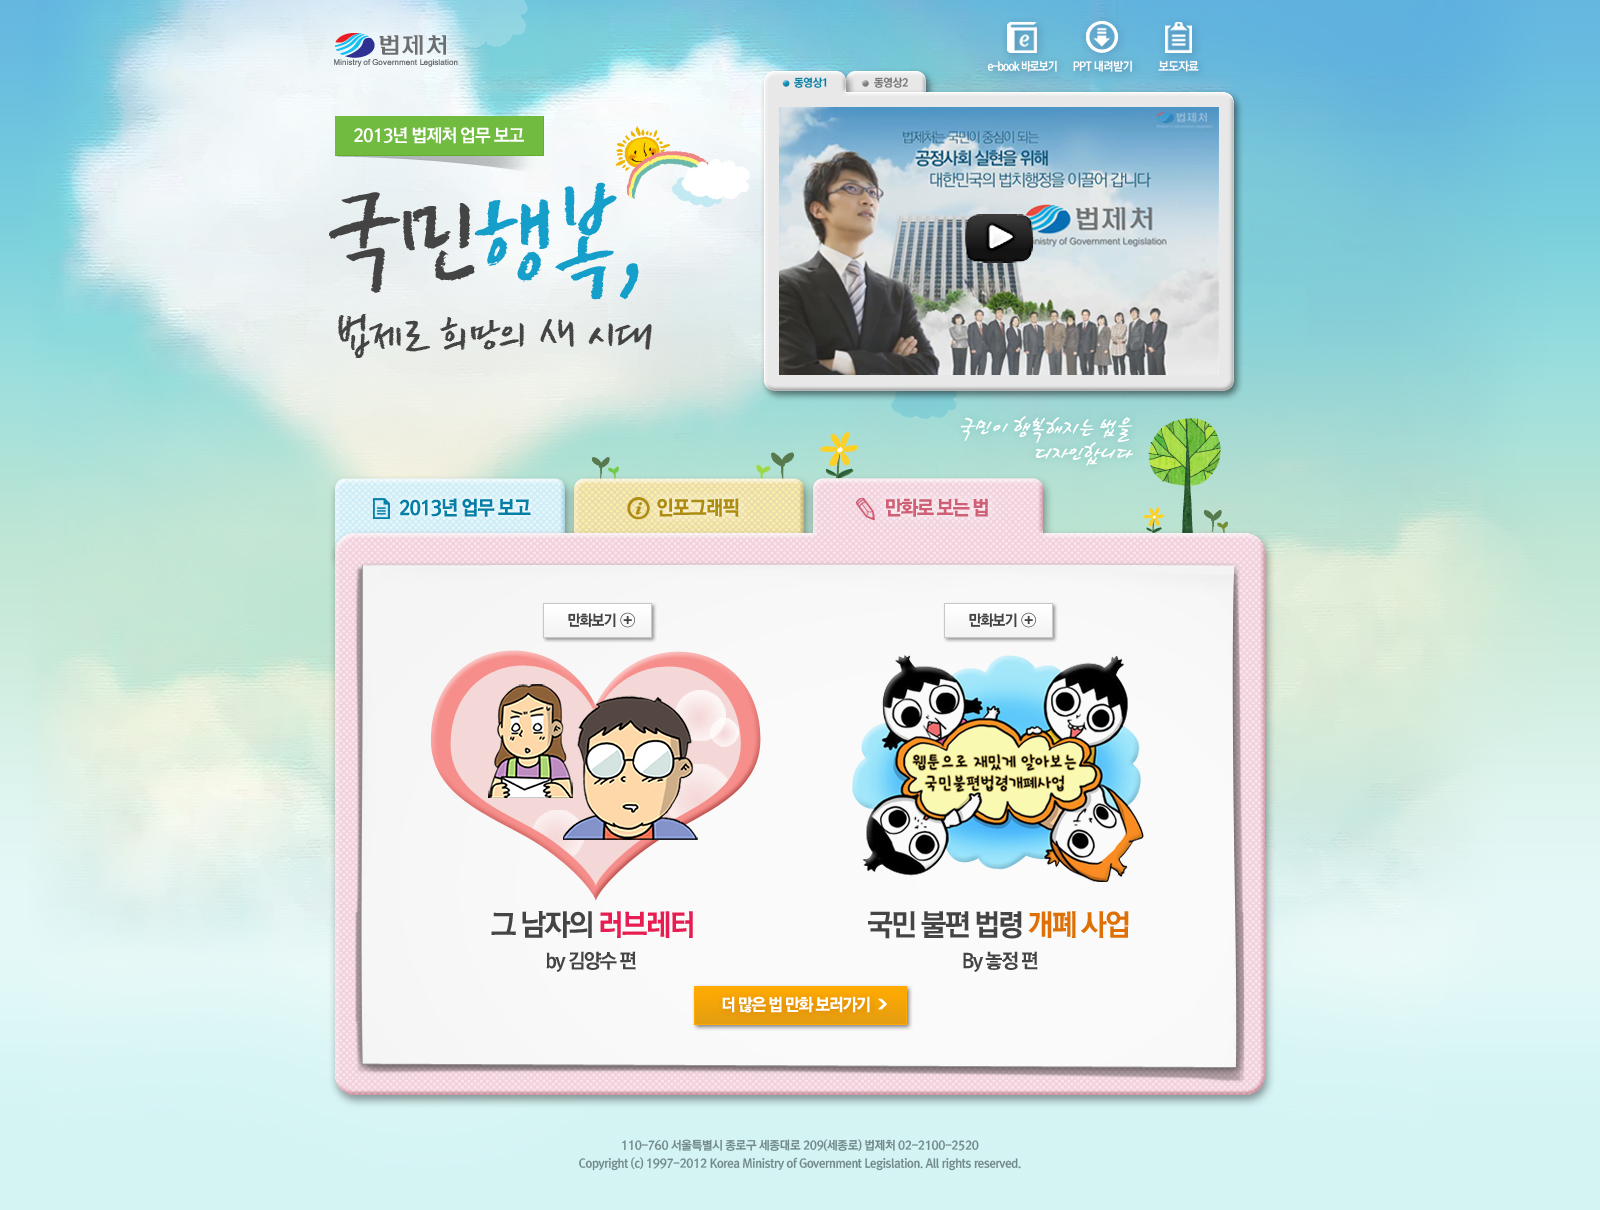 법제처
Ministry of Government Legislation
e-book 바로보기
PPT 내려받기
보도자료
동영상1
동영상2
2013년 법제처 업무 보고
국민행복,
법제로 희망의 새 시대
법제처
법제처는 국민이 중심이 되는
공정사회 실현을 위해
대한민국의 법치행정을 이끌어 갑니다
법제처
Ministry of Government Legislation
국민이 행복해지는 법을
디자인합니다
2013년 업무 보고
인포그래픽
만화로 보는 법
만화보기
만화보기
웹툰으로 재밌게 알아보는
국민불편법령개폐사업
그 남자의 러브레터
by 김양수 편
국민 불편 법령 개폐 사업
By 놓정 편
더 많은 법 만화 보러가기 >
110-760 서울특별시 종로구 세종대로 209(세종로) 법제처 02-2100-2520
Copyright (c) 1997-2012 Korea Ministry of Government Legislation. All rights reserved.